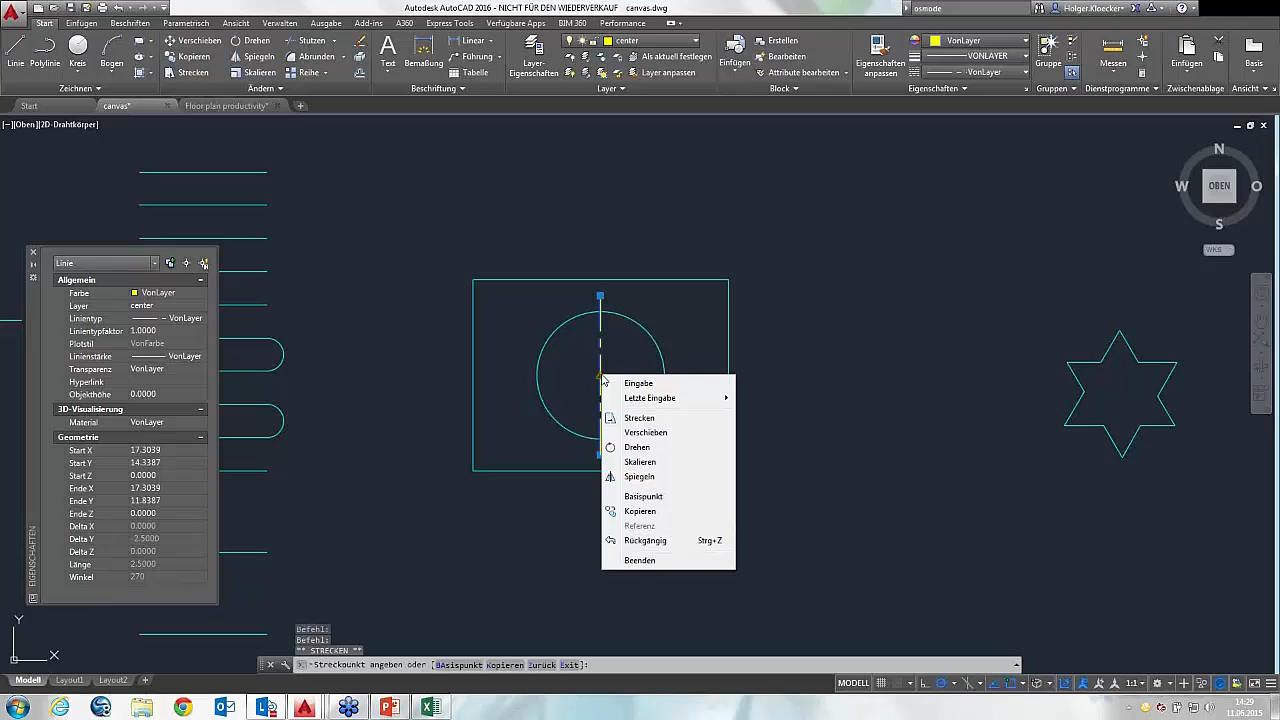 Autodesk AutoCAD 2016 - NICHT FÜR DEN WIEDERVERKAUF canvas.dwg
osmode
Holger.Kloecker
Start Einfügen Beschriften Parametrisch Ansicht Verwalten Ausgabe Add-ins A360 Express Tools Verfügbare Apps BIM 360 Performance
Linie Polylinie Kreis Bogen
Verschieben Drehen Stutzen
Kopieren Spiegeln Abrunden
Strecken Skalieren Reihe
Text Bemaßung
Linear
Führung
Tabelle
Layer-
Eigenschaften
center
Als aktuell festlegen
Layer anpassen
Einfügen
Erstellen
Bearbeiten
Attribute bearbeiten
Eigenschaften
anpassen
VonLayer
VONLAYER
VonLayer
Gruppe
Messen
Einfügen
Basis
Zeichnen Ändern Beschriftung Layer Block Eigenschaften Gruppen Dienstprogramme Zwischenablage Ansicht
Start canvas* Floor plan productivity*
[−][Oben][2D-Drahtkörper]
N
W OBEN O
S
WKS
Linie
Allgemein
Farbe VonLayer
Layer center
Linientyp VonLayer
Linientypfaktor 1.0000
Plotstil VonFarbe
Linienstärke VonLayer
Transparenz VonLayer
Hyperlink
Objekthöhe 0.0000
3D-Visualisierung
Material VonLayer
Geometrie
Start X 17.3039
Start Y 14.3387
Start Z 0.0000
Ende X 17.3039
Ende Y 11.8387
Ende Z 0.0000
Delta X 0.0000
Delta Y -2.5000
Delta Z 0.0000
Länge 2.5000
Winkel 270
EIGENSCHAFTEN
Eingabe
Letzte Eingabe
Strecken
Verschieben
Drehen
Skalieren
Spiegeln
Basispunkt
Kopieren
Referenz
Rückgängig Strg+Z
Beenden
Y
X
Befehl:
Befehl:
** STRECKEN **
Streckpunkt angeben oder [BAsispunkt Kopieren Zurück Exit]:
Modell Layout1 Layout2
MODELL
1:1
14:29
11.06.2015